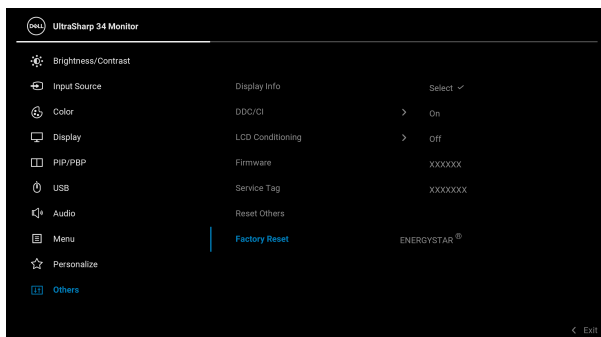 DELL UltraSharp 34 Monitor
Brightness/Contrast
Input Source Display Info Select ✓
Color DDC/CI > On
Display LCD Conditioning > Off
PIP/PBP Firmware XXXXXX
USB Service Tag XXXXXXX
Audio Reset Others
Menu Factory Reset ENERGYSTAR ®
Personalize
Others
< Exit